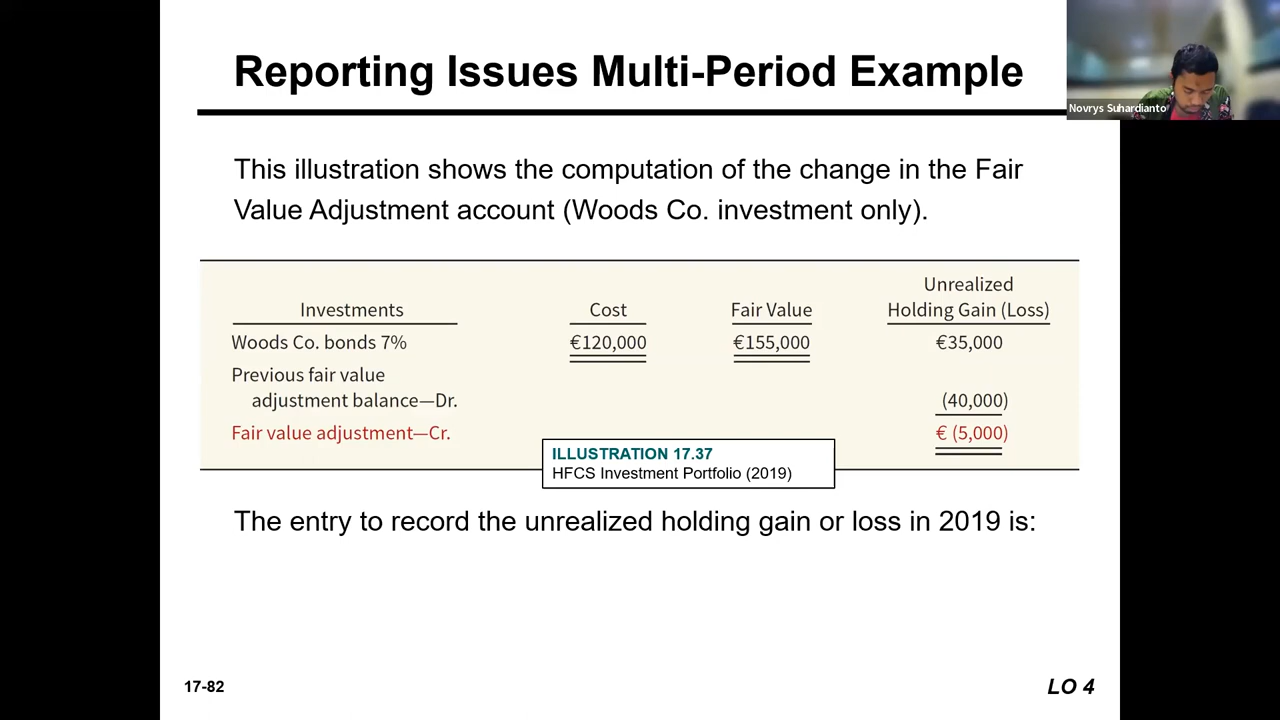 Reporting Issues Multi-Period Example
Novrys Suhardianto
This illustration shows the computation of the change in the Fair
Value Adjustment account (Woods Co. investment only).
Unrealized
Investments Cost Fair Value Holding Gain (Loss)
Woods Co. bonds 7% €120,000 €155,000 €35,000
Previous fair value
adjustment balance—Dr. (40,000)
Fair value adjustment—Cr. € (5,000)
ILLUSTRATION 17.37
HFCS Investment Portfolio (2019)
The entry to record the unrealized holding gain or loss in 2019 is:
17-82 LO 4